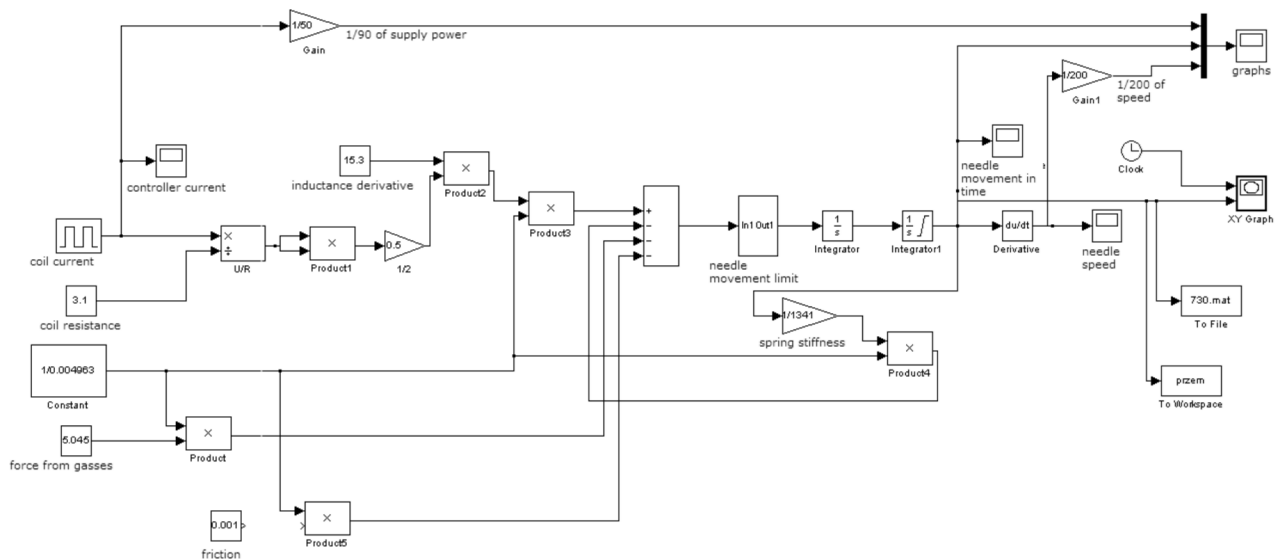 1/50
Gain
1/90 of supply power
graphs
1/200
Gain1
1/200 of
speed
controller current
15.3
inductance derivative
×
Product2
needle
movement in
time
Clock
XY Graph
coil current
×
÷
U/R
×
Product1
0.5
1/2
×
Product3
+
−
−
−
In1 Out1
needle
movement limit
1
s
Integrator
1
s
Integrator1
du/dt
Derivative
needle
speed
3.1
coil resistance
1/1341
spring stiffness
×
Product4
730.mat
To File
1/0.004963
Constant
przem
To Workspace
5.045
force from gasses
×
Product
0.001
friction
×
Product5